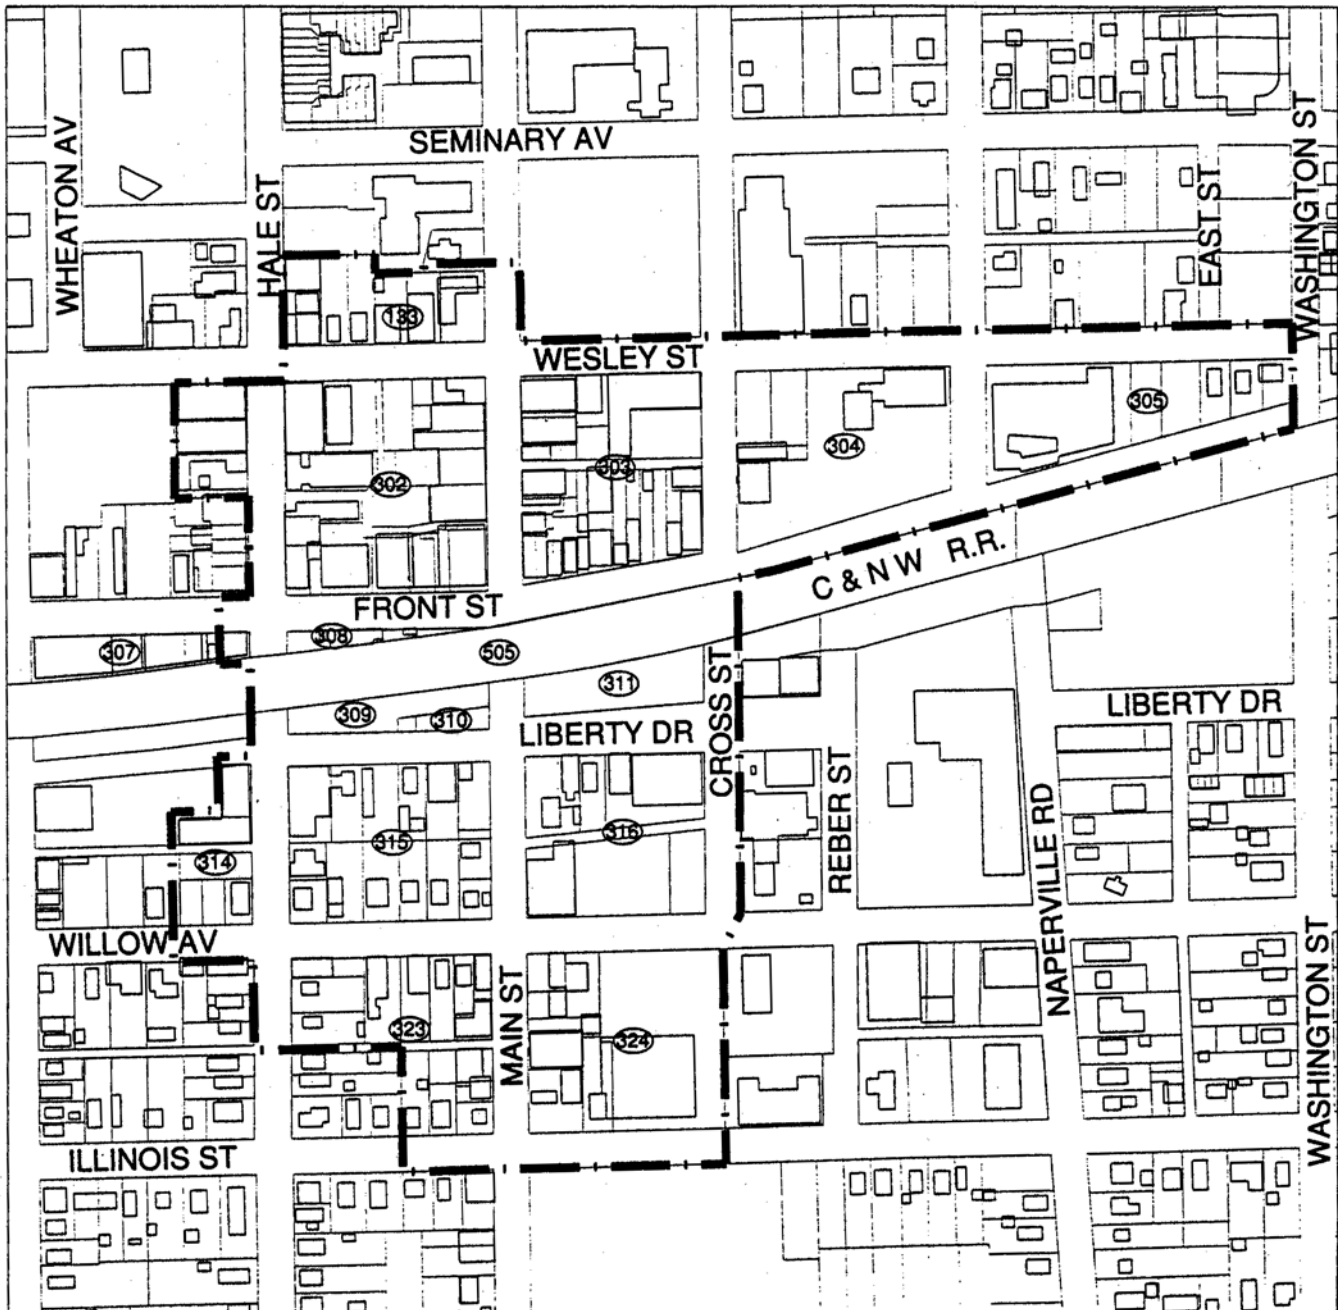 SEMINARY AV
WHEATON AV
HALE ST
EAST ST
WASHINGTON ST
133
WESLEY ST
305
304
303
302
C & N W R.R.
FRONT ST
308
307
505
311
309
310
LIBERTY DR
CROSS ST
LIBERTY DR
REBER ST
NAPERVILLE RD
315
316
314
WILLOW AV
MAIN ST
323
324
WASHINGTON ST
ILLINOIS ST